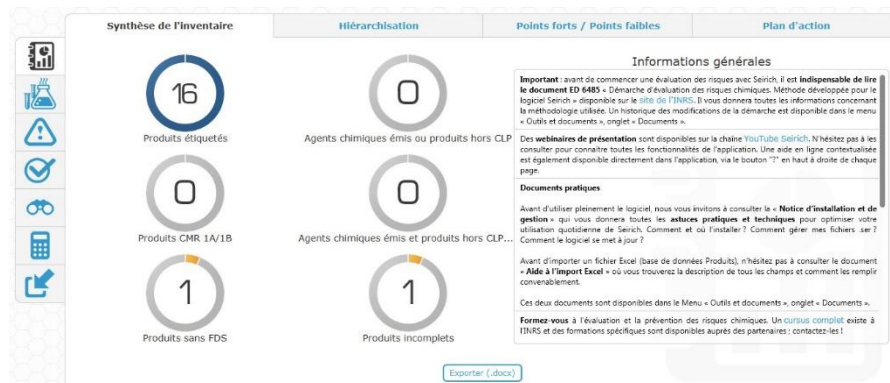 Synthèse de l'inventaire
Hiérarchisation
Points forts / Points faibles
Plan d'action
16
Produits étiquetés
0
Agents chimiques émis ou produits hors CLP
0
Produits CMR 1A/1B
0
Agents chimiques émis et produits hors CLP...
1
Produits sans FDS
1
Produits incomplets
Informations générales
Important : avant de commencer une évaluation des risques avec Seirich, il est indispensable de lire
le document ED 6485 « Démarche d'évaluation des risques chimiques. Méthode développée pour le
logiciel Seirich » disponible sur le site de l'INRS. Il vous donnera toutes les informations concernant
la méthodologie utilisée. Un historique des modifications de la démarche est disponible dans le menu
« Outils et documents », onglet « Documents ».
Des webinaires de présentation sont disponibles sur la chaîne YouTube Seirich. N'hésitez pas à les
consulter pour connaître toutes les fonctionnalités de l'application. Une aide en ligne contextualisée
est également disponible directement dans l'application, via le bouton "?" en haut à droite de chaque
page.
Documents pratiques
Avant d'utiliser pleinement le logiciel, nous vous invitons à consulter la « Notice d'installation et de
gestion » qui vous donnera toutes les astuces pratiques et techniques pour optimiser votre
utilisation quotidienne de Seirich. Comment et où l'installer ? Comment gérer mes fichiers .ser ?
Comment le logiciel se met à jour ?
Avant d'importer un fichier Excel (base de données Produits), n'hésitez pas à consulter le document
« Aide à l'import Excel » où vous trouverez la description de tous les champs et comment les remplir
convenablement.
Ces deux documents sont disponibles dans le Menu « Outils et documents », onglet « Documents ».
Formez-vous à l'évaluation et la prévention des risques chimiques. Un cursus complet existe à
l'INRS et des formations spécifiques sont disponibles auprès des partenaires ; contactez-les !
Exporter (.docx)